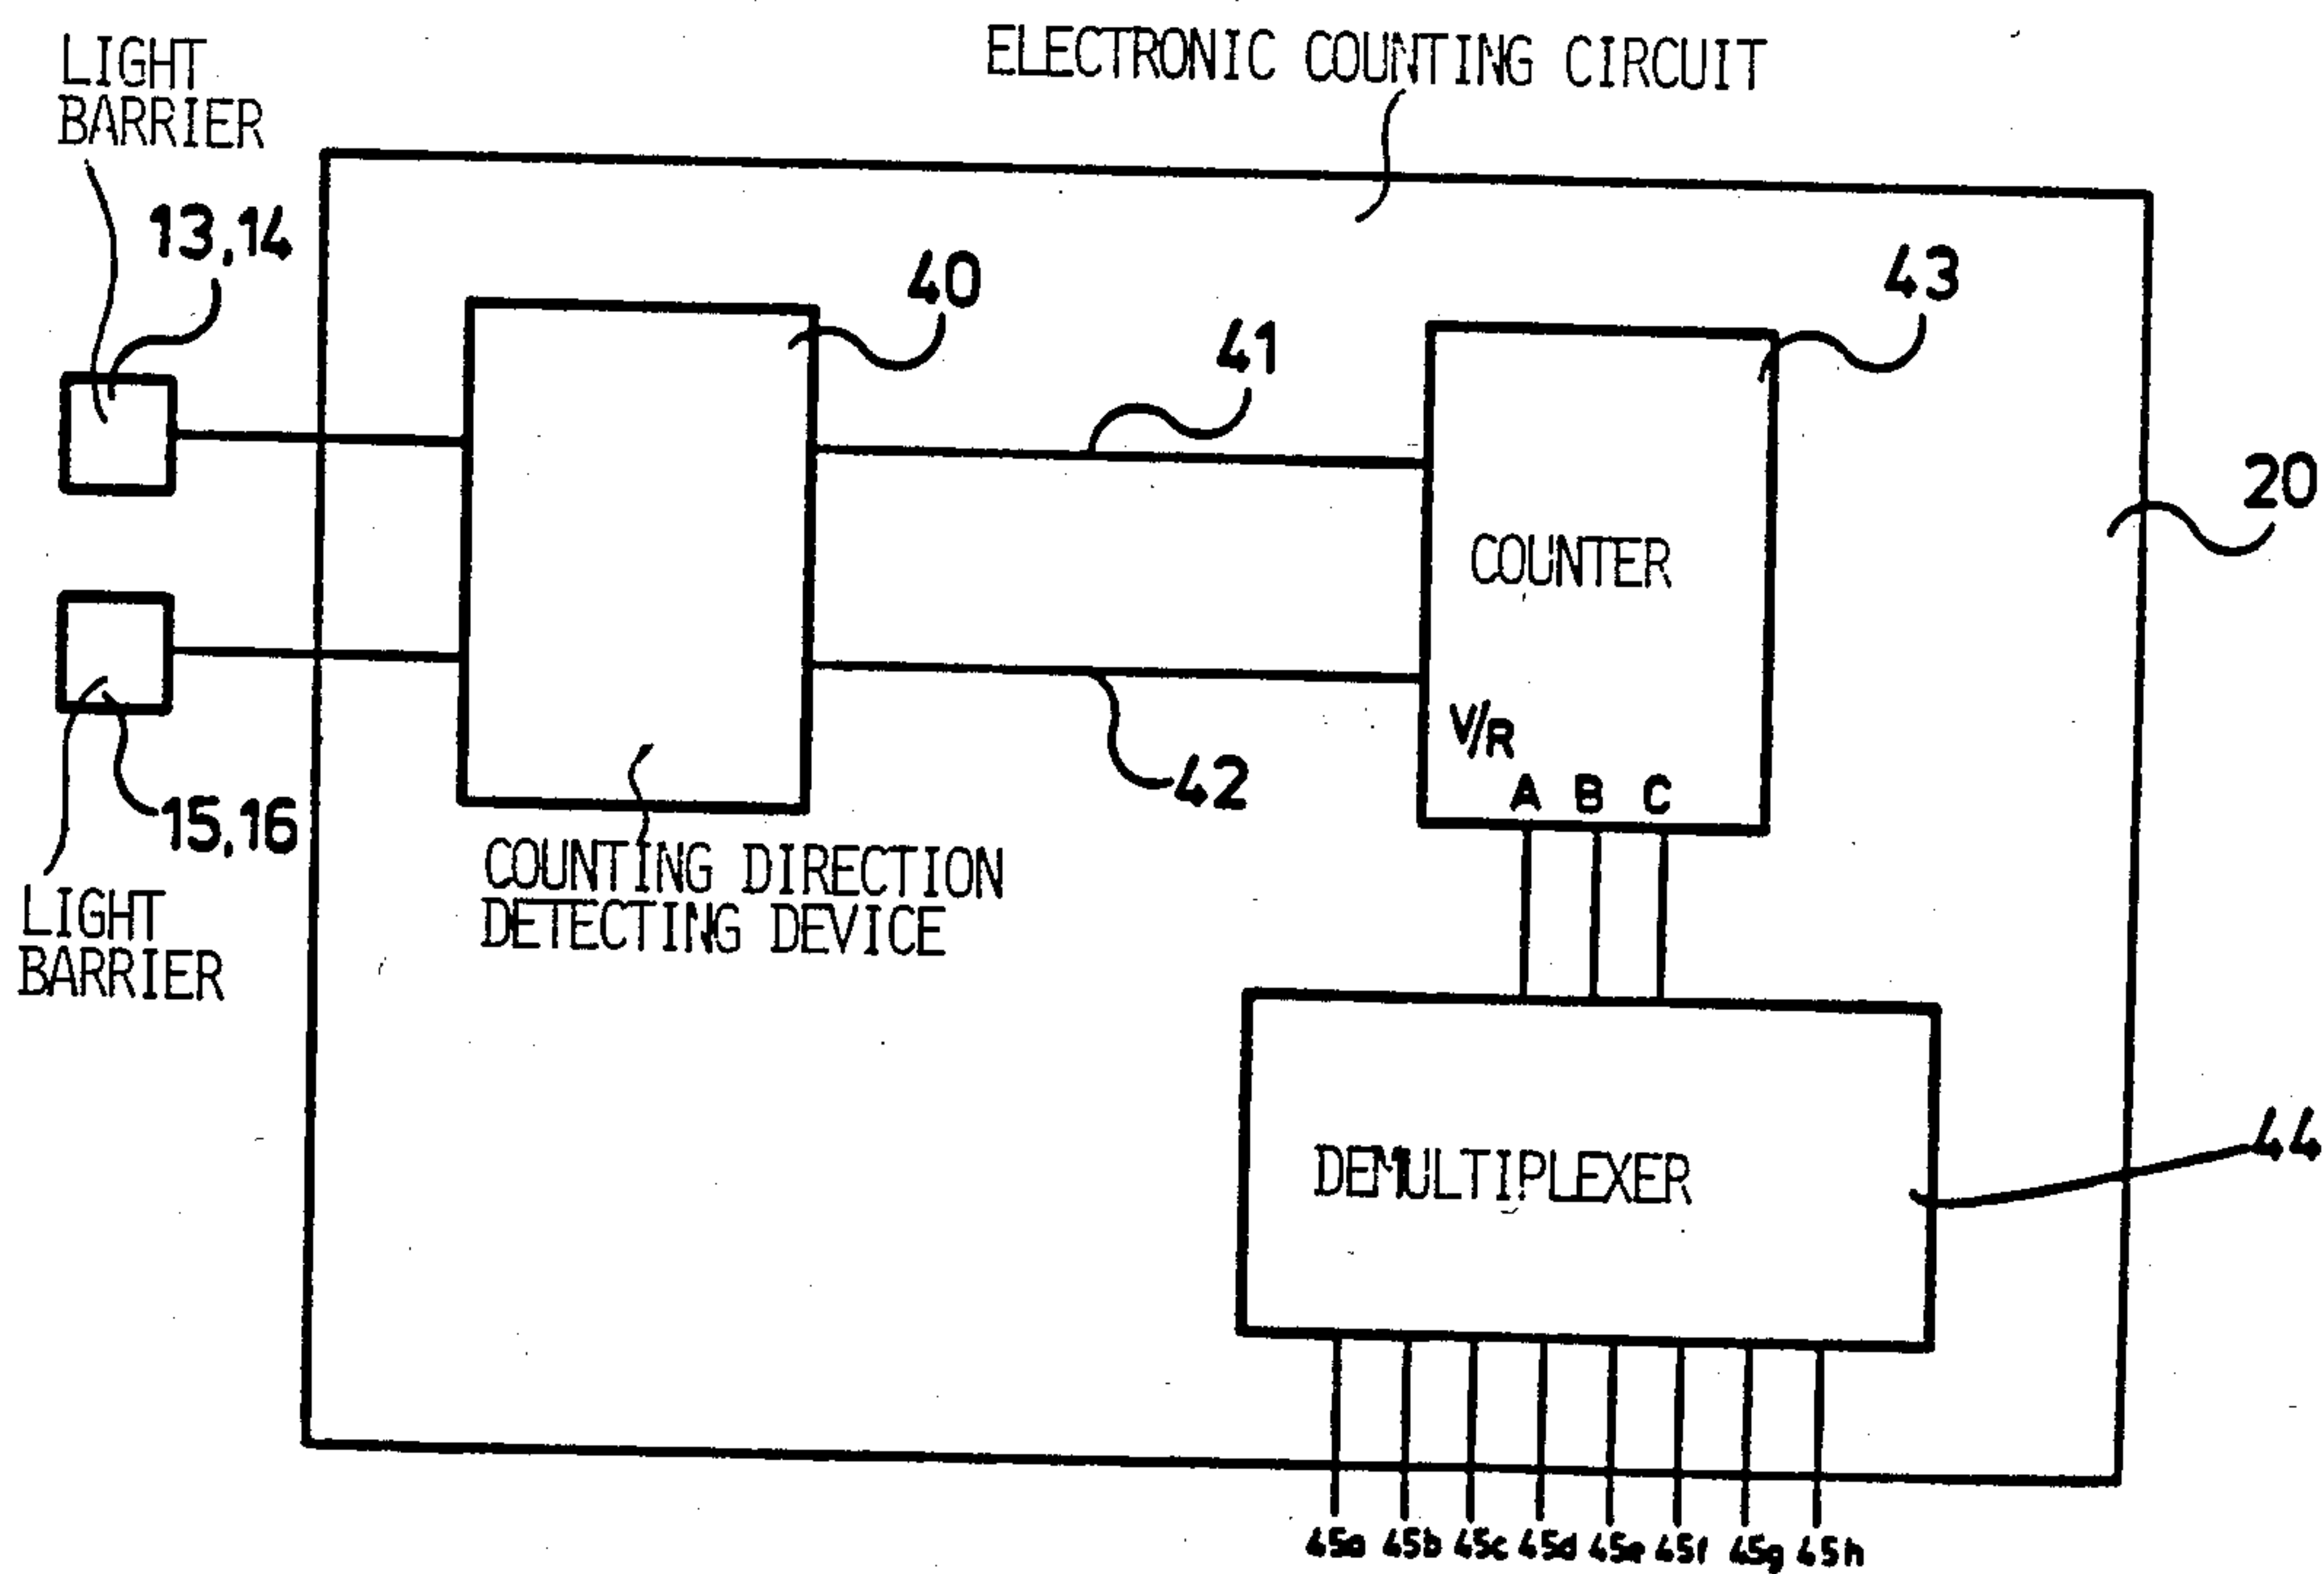 ELECTRONIC COUNTING CIRCUIT
LIGHT
BARRIER
13,14
40
43
41
20
COUNTER
V/R
42
A B C
15,16
COUNTING DIRECTION
DETECTING DEVICE
LIGHT
BARRIER
DEMULTIPLEXER
44
45a 45b 45c 45d 45e 45f 45g 45h